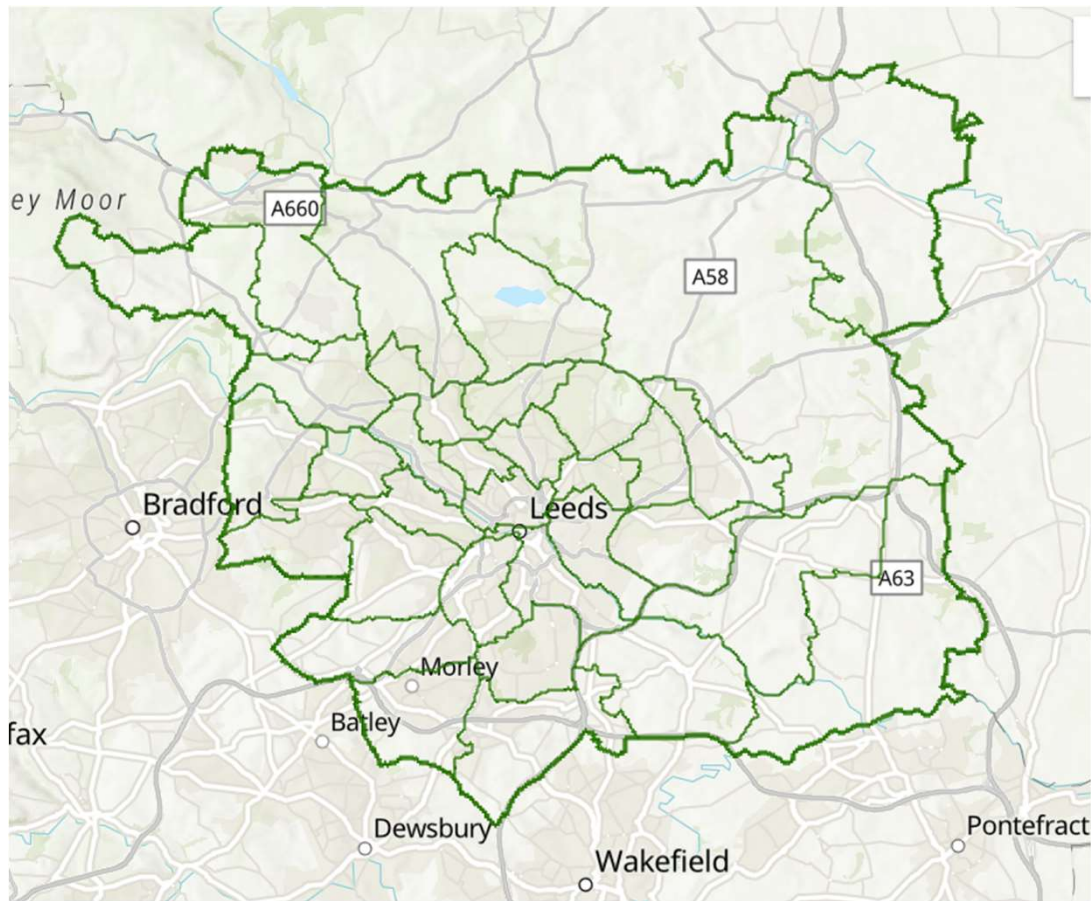 ey Moor
A660
A58
Bradford
Leeds
A63
Morley
Batley
fax
Dewsbury
Pontefract
Wakefield